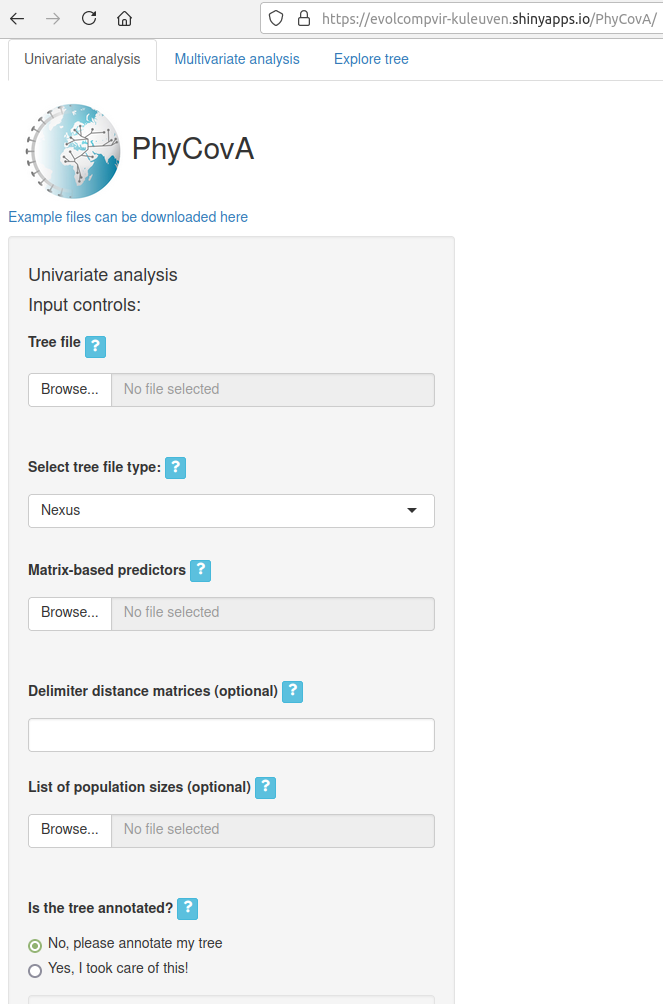 https://evolcompvir-kuleuven.shinyapps.io/PhyCovA/
Univariate analysis Multivariate analysis Explore tree
PhyCovA
Example files can be downloaded here
Univariate analysis
Input controls:
Tree file ?
Browse... No file selected
Select tree file type: ?
Nexus
Matrix-based predictors ?
Browse... No file selected
Delimiter distance matrices (optional) ?
List of population sizes (optional) ?
Browse... No file selected
Is the tree annotated? ?
No, please annotate my tree
Yes, I took care of this!